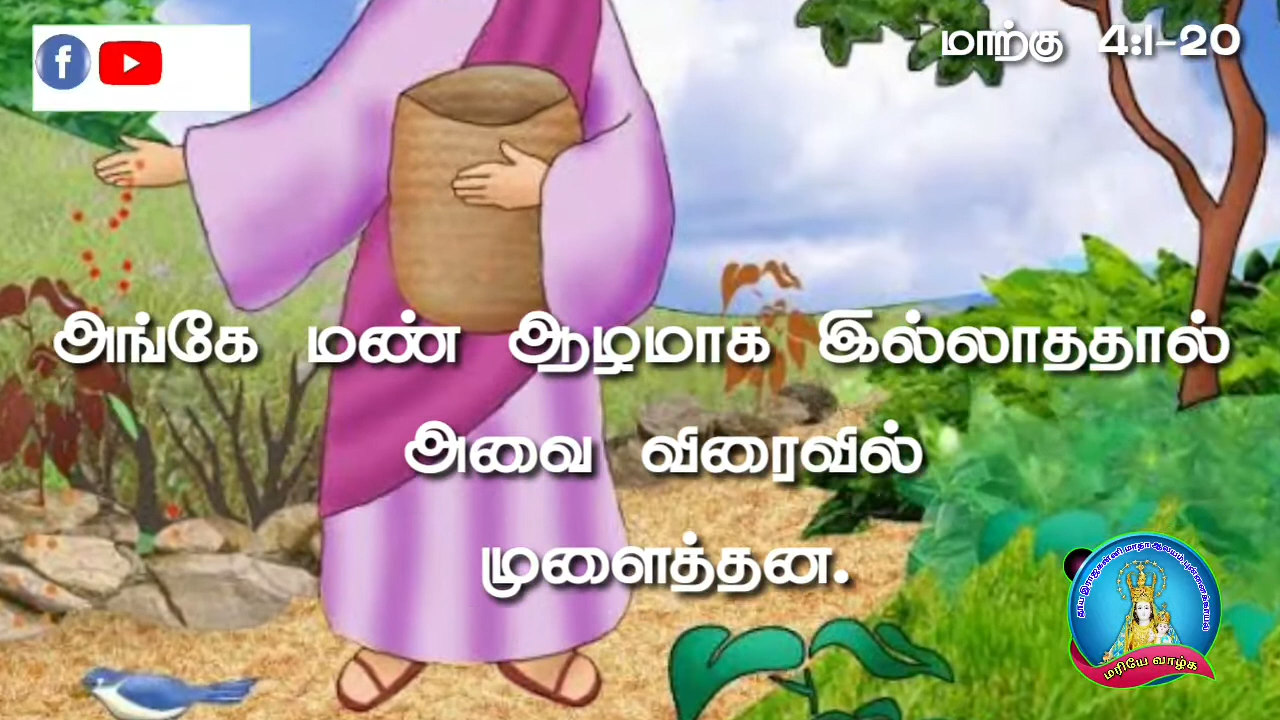 மாற்கு 4:1-20
அங்கே மண் ஆழமாக இல்லாததால்
அவை விரைவில்
முளைத்தன.
மரியே வாழ்க